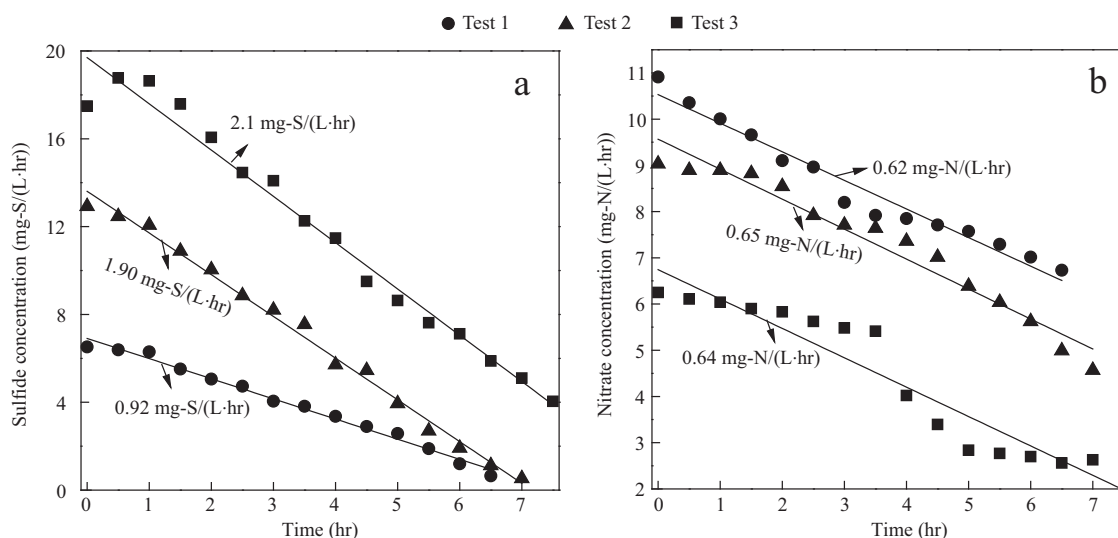 Test 1 Test 2 Test 3
a
20
16
12
8
4
0
Sulfide concentration (mg-S/(L·hr))
2.1 mg-S/(L·hr)
1.90 mg-S/(L·hr)
0.92 mg-S/(L·hr)
0 1 2 3 4 5 6 7
Time (hr)
b
11
10
9
8
7
6
5
4
3
2
Nitrate concentration (mg-N/(L·hr))
0.62 mg-N/(L·hr)
0.65 mg-N/(L·hr)
0.64 mg-N/(L·hr)
0 1 2 3 4 5 6 7
Time (hr)